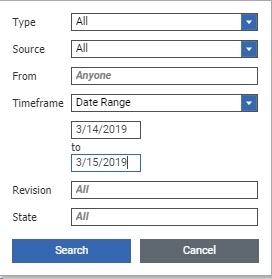 Type All
Source All
From Anyone
Timeframe Date Range
3/14/2019
to
3/15/2019
Revision All
State All
Search Cancel